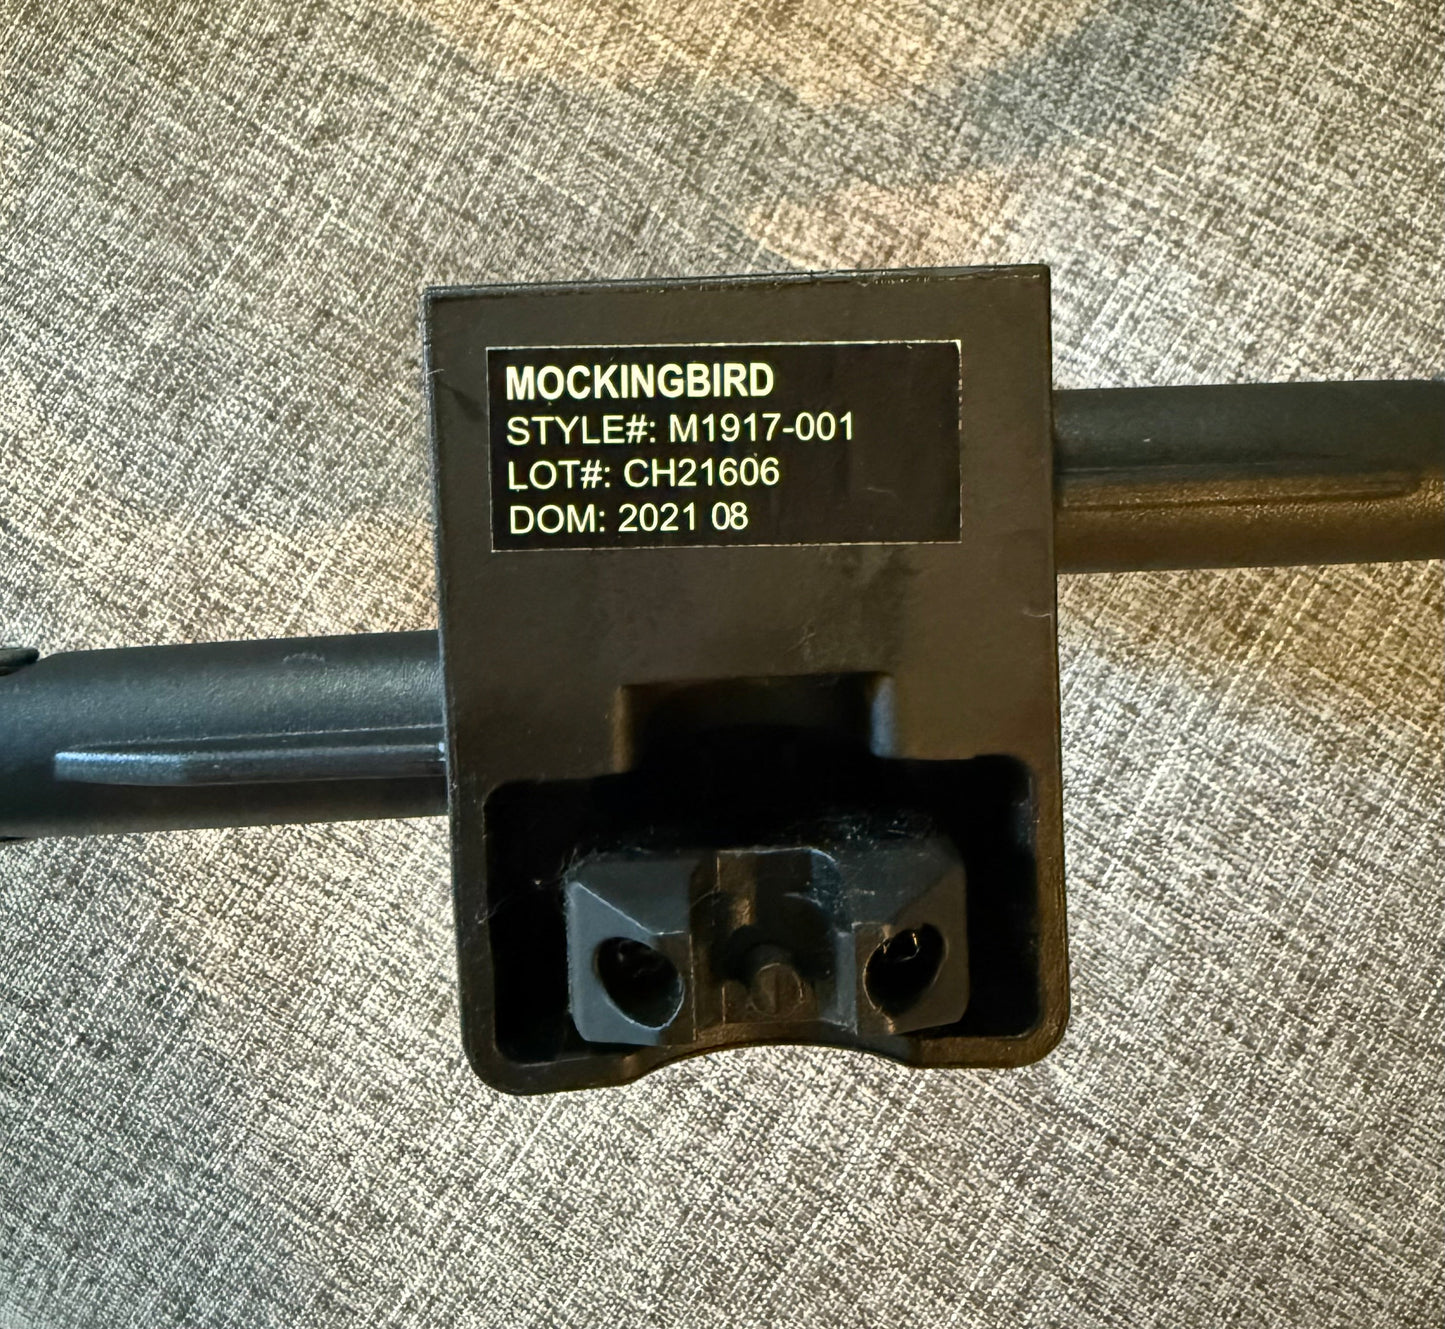 MOCKINGBIRD
STYLE#: M1917-001
LOT#: CH21606
DOM: 2021 08